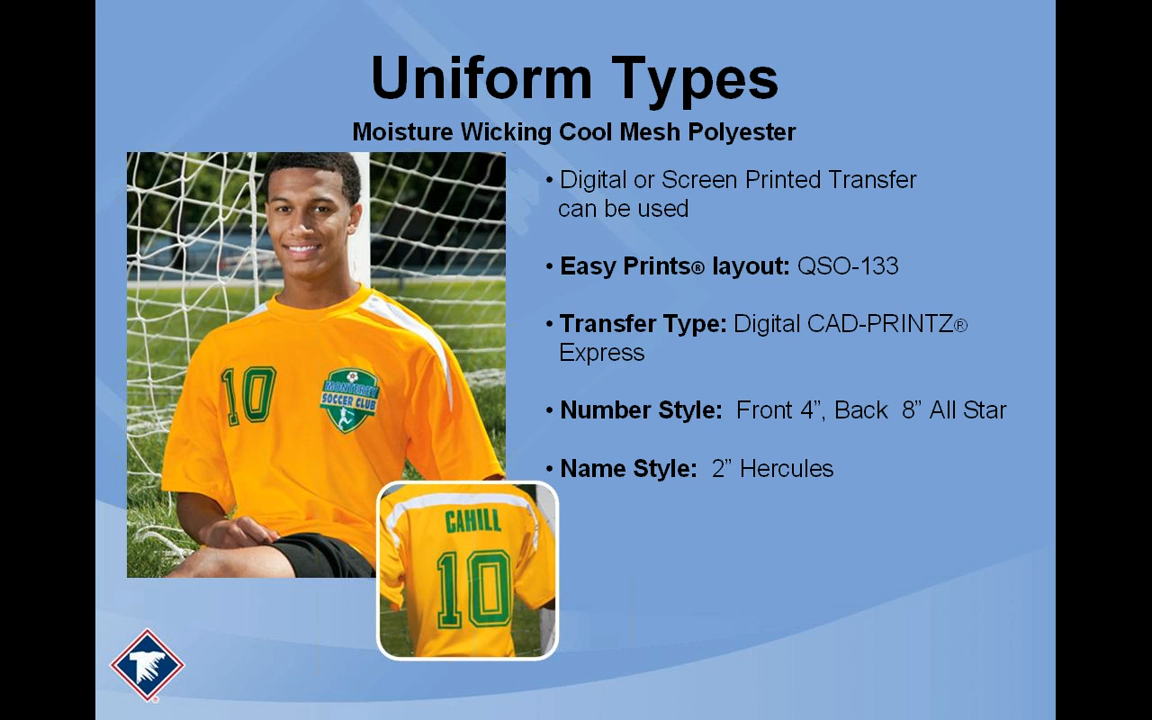 Uniform Types
Moisture Wicking Cool Mesh Polyester
• Digital or Screen Printed Transfer
can be used
• Easy Prints® layout: QSO-133
• Transfer Type: Digital CAD-PRINTZ®
Express
• Number Style: Front 4”, Back 8” All Star
• Name Style: 2” Hercules
10
MONTEREY
SOCCER CLUB
CAHILL
10